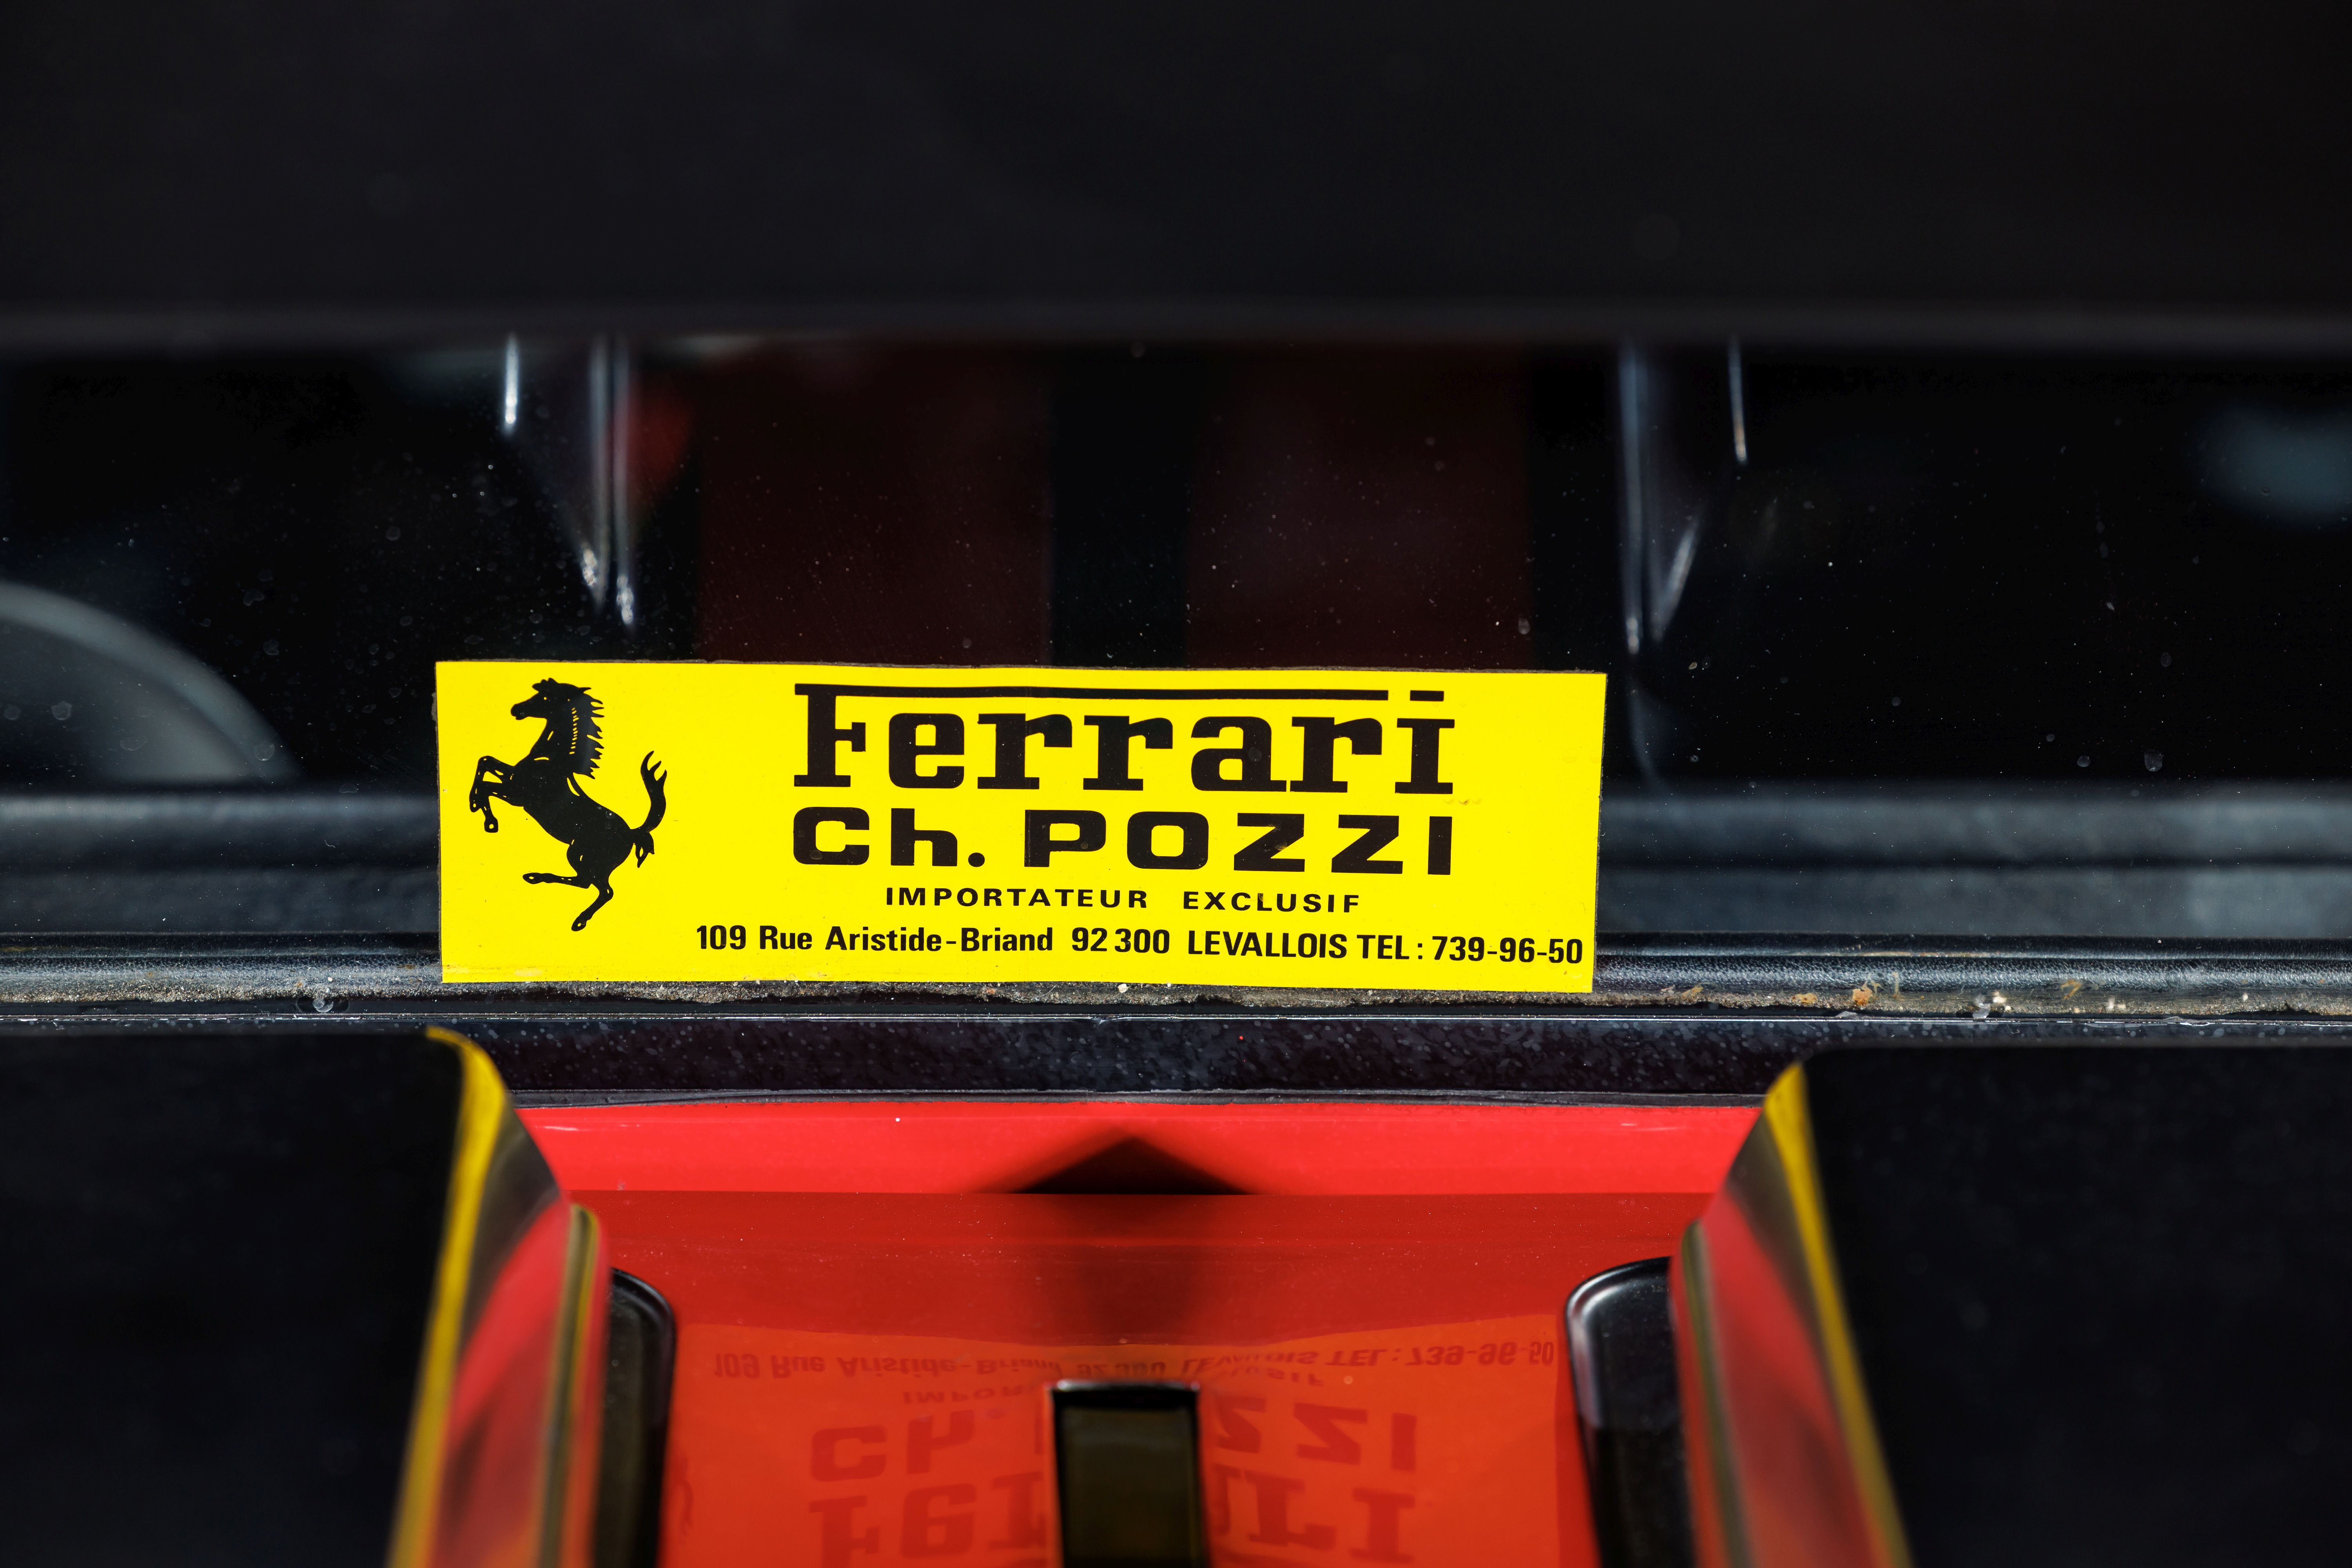 Ferrari
Ch. POZZI
IMPORTATEUR EXCLUSIF
109 Rue Aristide-Briand 92300 LEVALLOIS TEL: 739-96-50